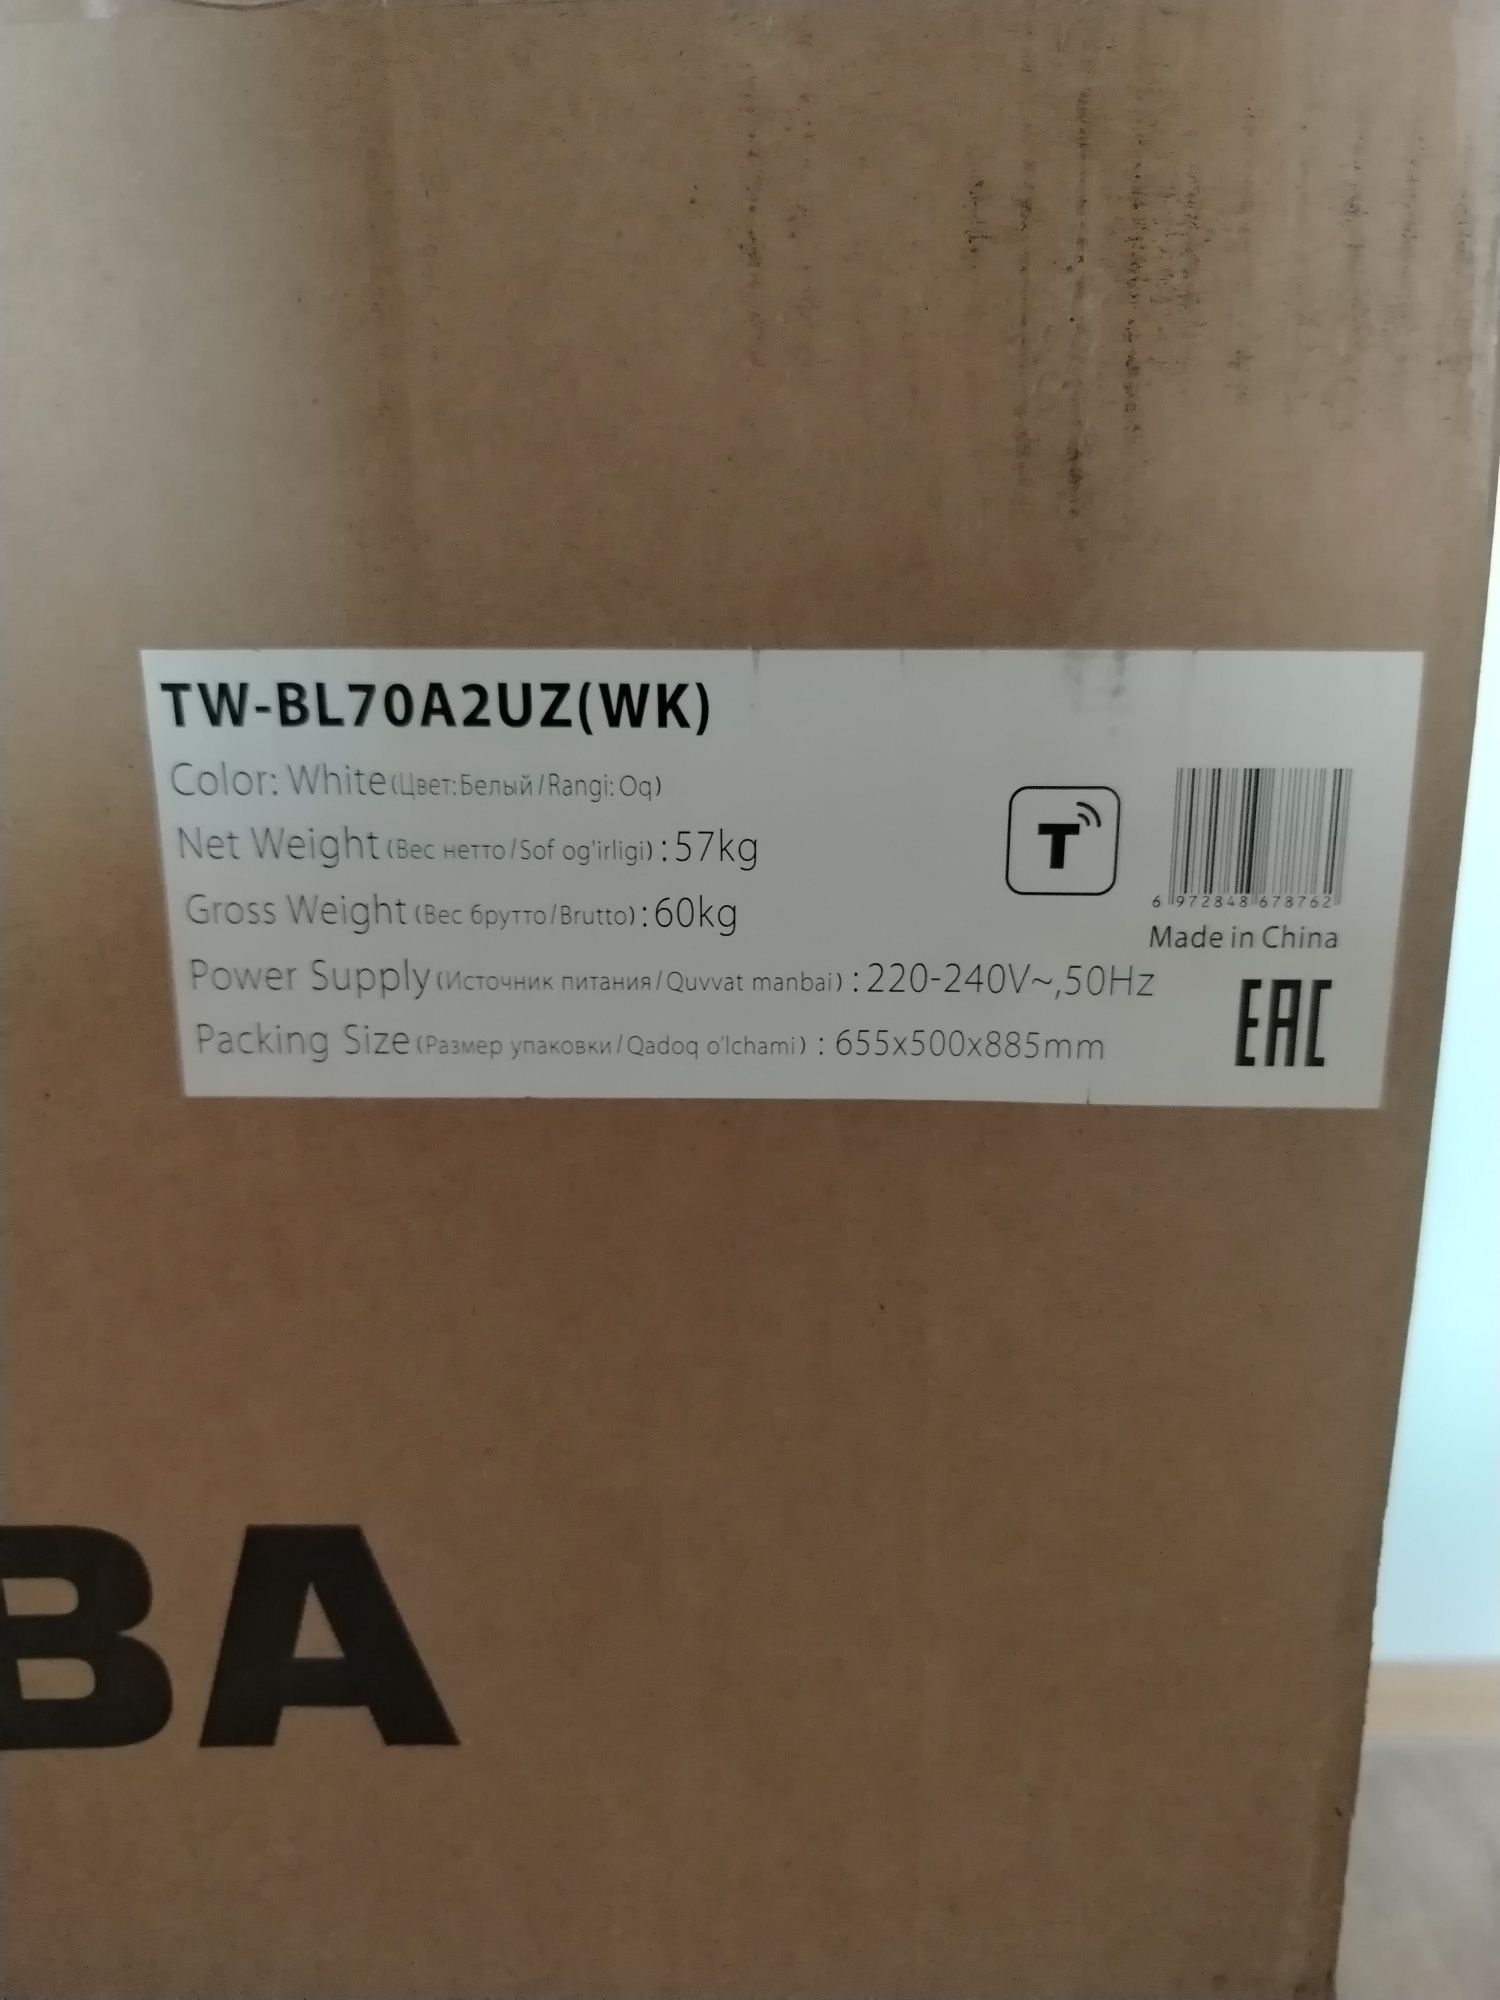 TW-BL70A2UZ(WK)
Color: White(Цвет:Белый/Rangi: Oq)
Net Weight(Вес нетто/Sof og'irligi):57kg
Gross Weight(Вес брутто/Brutto):60kg
Power Supply(Источник питания/Quvvat manbai):220-240V~,50Hz
Packing Size(Размер упаковки/Qadoq o'lchami) : 655x500x885mm
T
6 972848 678762
Made in China
EAC
BA